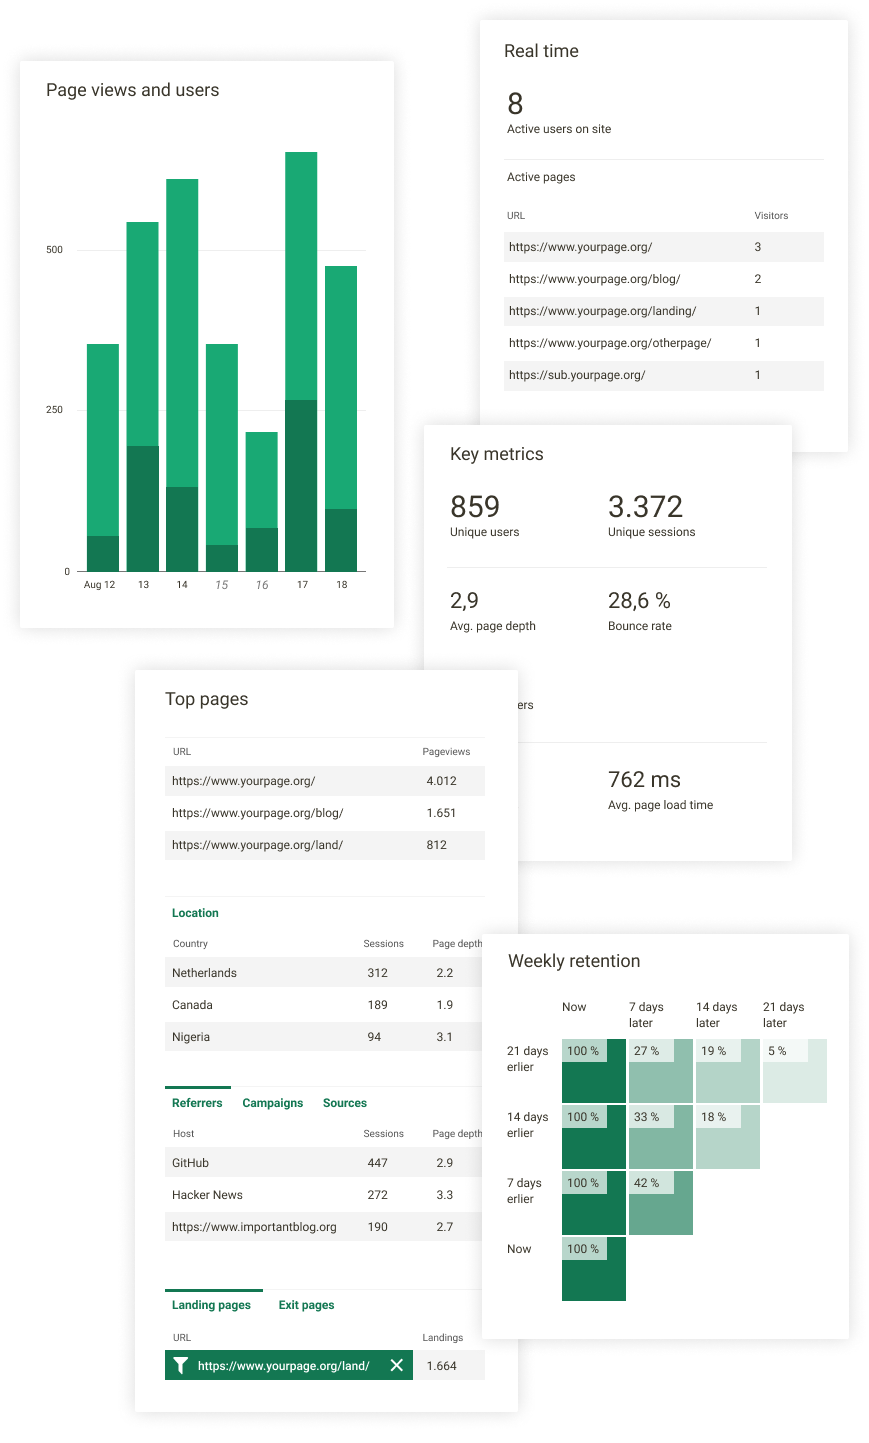 Page views and users
500
250
0
Aug 12 13 14 15 16 17 18
Real time
8
Active users on site
Active pages
URL Visitors
https://www.yourpage.org/ 3
https://www.yourpage.org/blog/ 2
https://www.yourpage.org/landing/ 1
https://www.yourpage.org/otherpage/ 1
https://sub.yourpage.org/ 1
Key metrics
859 3.372
Unique users Unique sessions
2,9 28,6 %
Avg. page depth Bounce rate
ers
762 ms
Avg. page load time
Top pages
URL Pageviews
https://www.yourpage.org/ 4.012
https://www.yourpage.org/blog/ 1.651
https://www.yourpage.org/land/ 812
Location
Country Sessions Page depth
Netherlands 312 2.2
Canada 189 1.9
Nigeria 94 3.1
Referrers Campaigns Sources
Host Sessions Page depth
GitHub 447 2.9
Hacker News 272 3.3
https://www.importantblog.org 190 2.7
Landing pages Exit pages
URL Landings
https://www.yourpage.org/land/ 1.664
Weekly retention
Now 7 days 14 days 21 days
later later later
21 days 100 % 27 % 19 % 5 %
erlier
14 days 100 % 33 % 18 %
erlier
7 days 100 % 42 %
erlier
Now 100 %